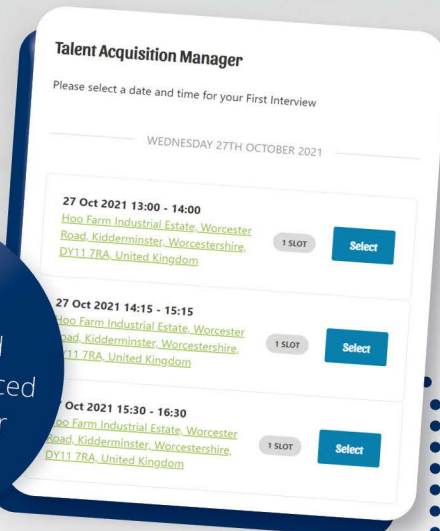 Talent Acquisition Manager
Please select a date and time for your First Interview
WEDNESDAY 27TH OCTOBER 2021
27 Oct 2021 13:00 - 14:00
Hoo Farm Industrial Estate, Worcester
Road, Kidderminster, Worcestershire,
DY11 7RA, United Kingdom
1 SLOT
Select
27 Oct 2021 14:15 - 15:15
Hoo Farm Industrial Estate, Worcester
Road, Kidderminster, Worcestershire,
7RA, United Kingdom
1 SLOT
Select
Oct 2021 15:30 - 16:30
Farm Industrial Estate, Worcester
Road, Kidderminster, Worcestershire,
DY11 7RA, United Kingdom
1 SLOT
Select